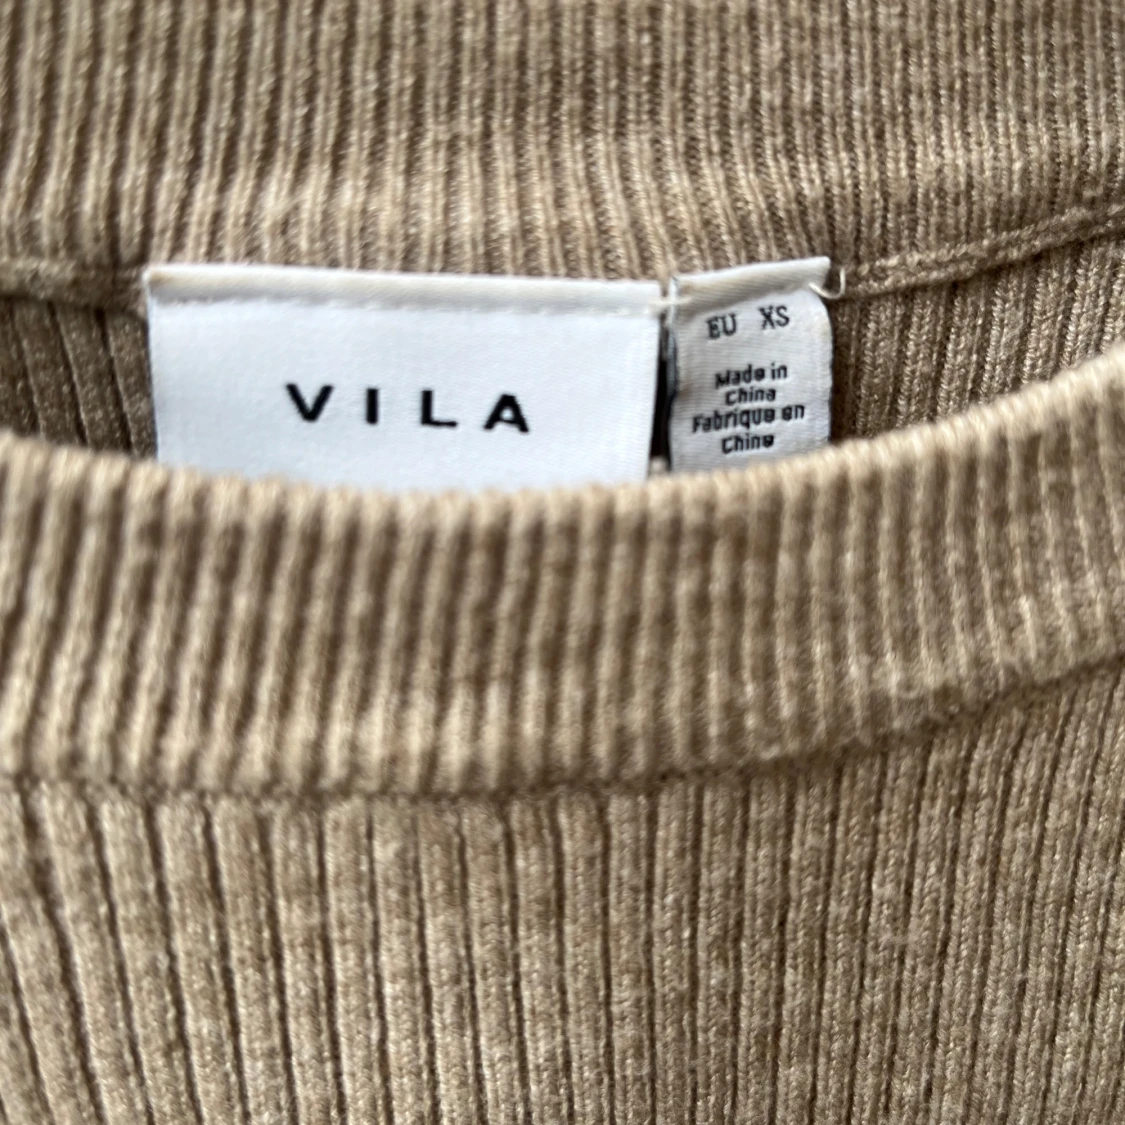 VILA
EU XS
Made in
China
Fabriqué en
Chine